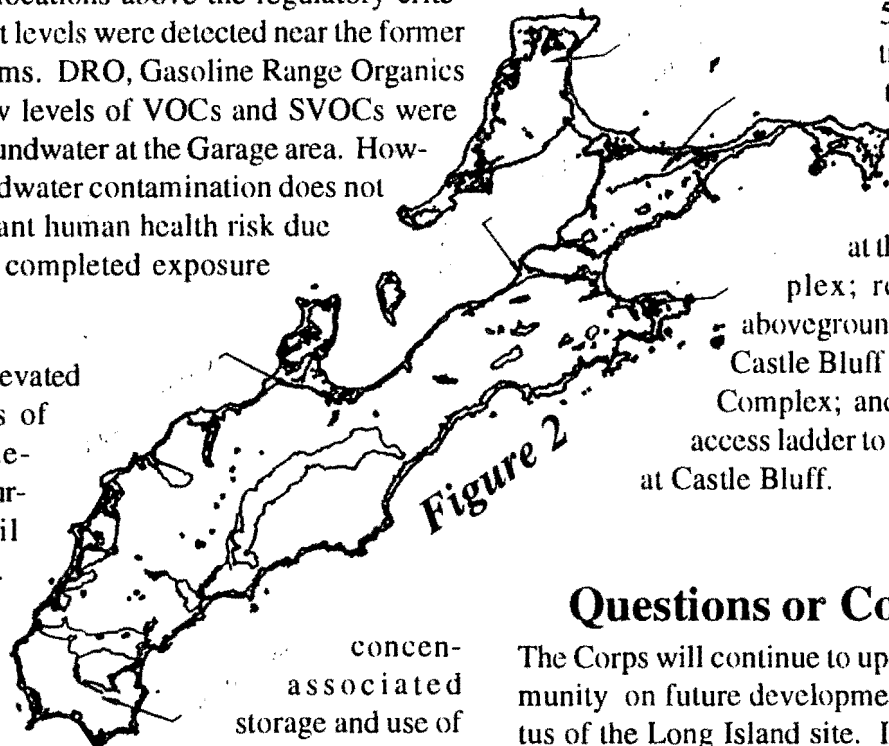 locations above the regulatory crite-
t levels were detected near the former
ms. DRO, Gasoline Range Organics
w levels of VOCs and SVOCs were
undwater at the Garage area. How-
dwater contamination does not
ant human health risk due
completed exposure
evated
s of
e-
ur-
il
concen-
associated
storage and use of
Figure 2
at th
plex; re
abovegroun
Castle Bluff
Complex; and
access ladder to
at Castle Bluff.
Questions or Co
The Corps will continue to up
munity on future developme
tus of the Long Island site. I